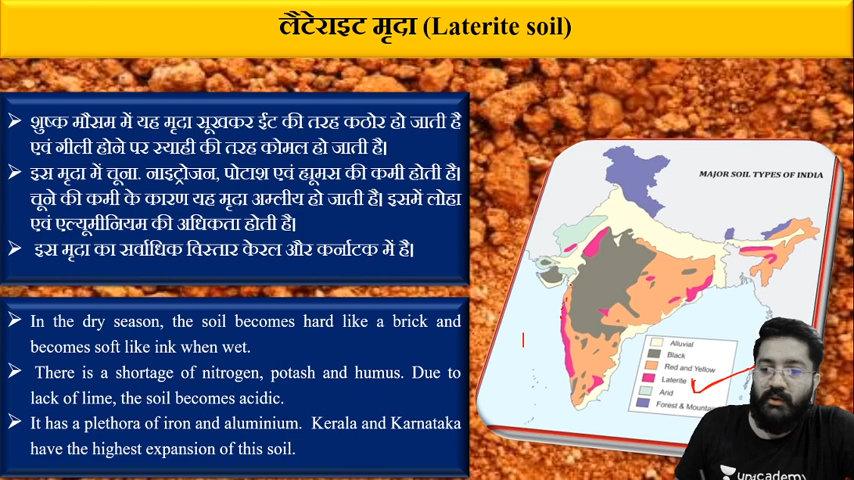 लैटेराइट मृदा (Laterite soil)
शुष्क मौसम में यह मृदा सूखकर ईट की तरह कठोर हो जाती है
एवं गीली होने पर स्याही की तरह कोमल हो जाती है।
इस मृदा में चूना. नाइट्रोजन, पोटाश एवं ह्यूमस की कमी होती है।
चूने की कमी के कारण यह मृदा अम्लीय हो जाती है। इसमें लोहा
एवं एल्यूमीनियम की अधिकता होती है।
इस मृदा का सर्वाधिक विस्तार केरल और कर्नाटक में है।
In the dry season, the soil becomes hard like a brick and
becomes soft like ink when wet.
There is a shortage of nitrogen, potash and humus. Due to
lack of lime, the soil becomes acidic.
It has a plethora of iron and aluminium. Kerala and Karnataka
have the highest expansion of this soil.
MAJOR SOIL TYPES OF INDIA
Alluvial
Black
Red and Yellow
Laterite
Arid
Forest & Mountain
unacademy